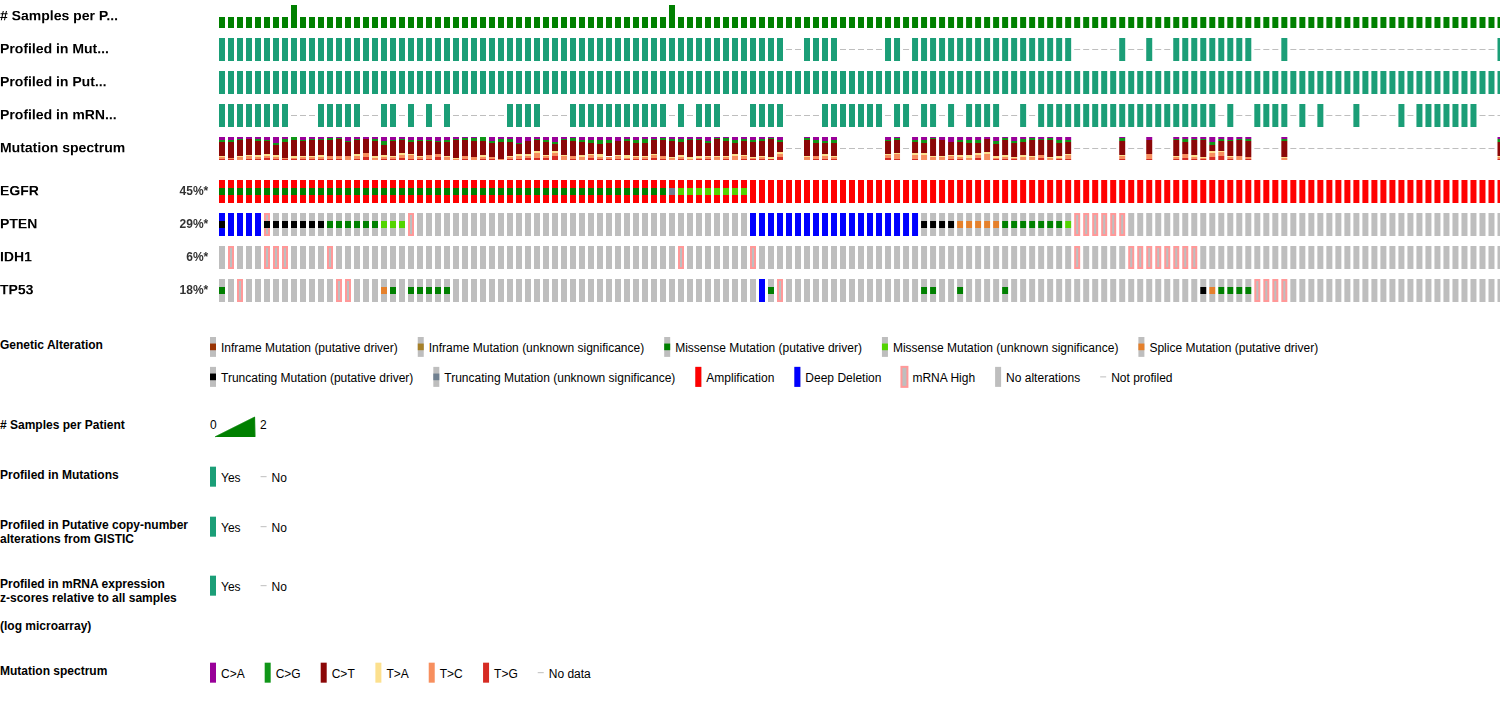 # Samples per P...
Profiled in Mut...
Profiled in Put...
Profiled in mRN...
Mutation spectrum
EGFR 45%*
PTEN 29%*
IDH1 6%*
TP53 18%*
Genetic Alteration
Inframe Mutation (putative driver) Inframe Mutation (unknown significance) Missense Mutation (putative driver) Missense Mutation (unknown significance) Splice Mutation (putative driver)
Truncating Mutation (putative driver) Truncating Mutation (unknown significance) Amplification Deep Deletion mRNA High No alterations Not profiled
# Samples per Patient 0 2
Profiled in Mutations Yes No
Profiled in Putative copy-number
alterations from GISTIC Yes No
Profiled in mRNA expression
z-scores relative to all samples Yes No
(log microarray)
Mutation spectrum C>A C>G C>T T>A T>C T>G No data